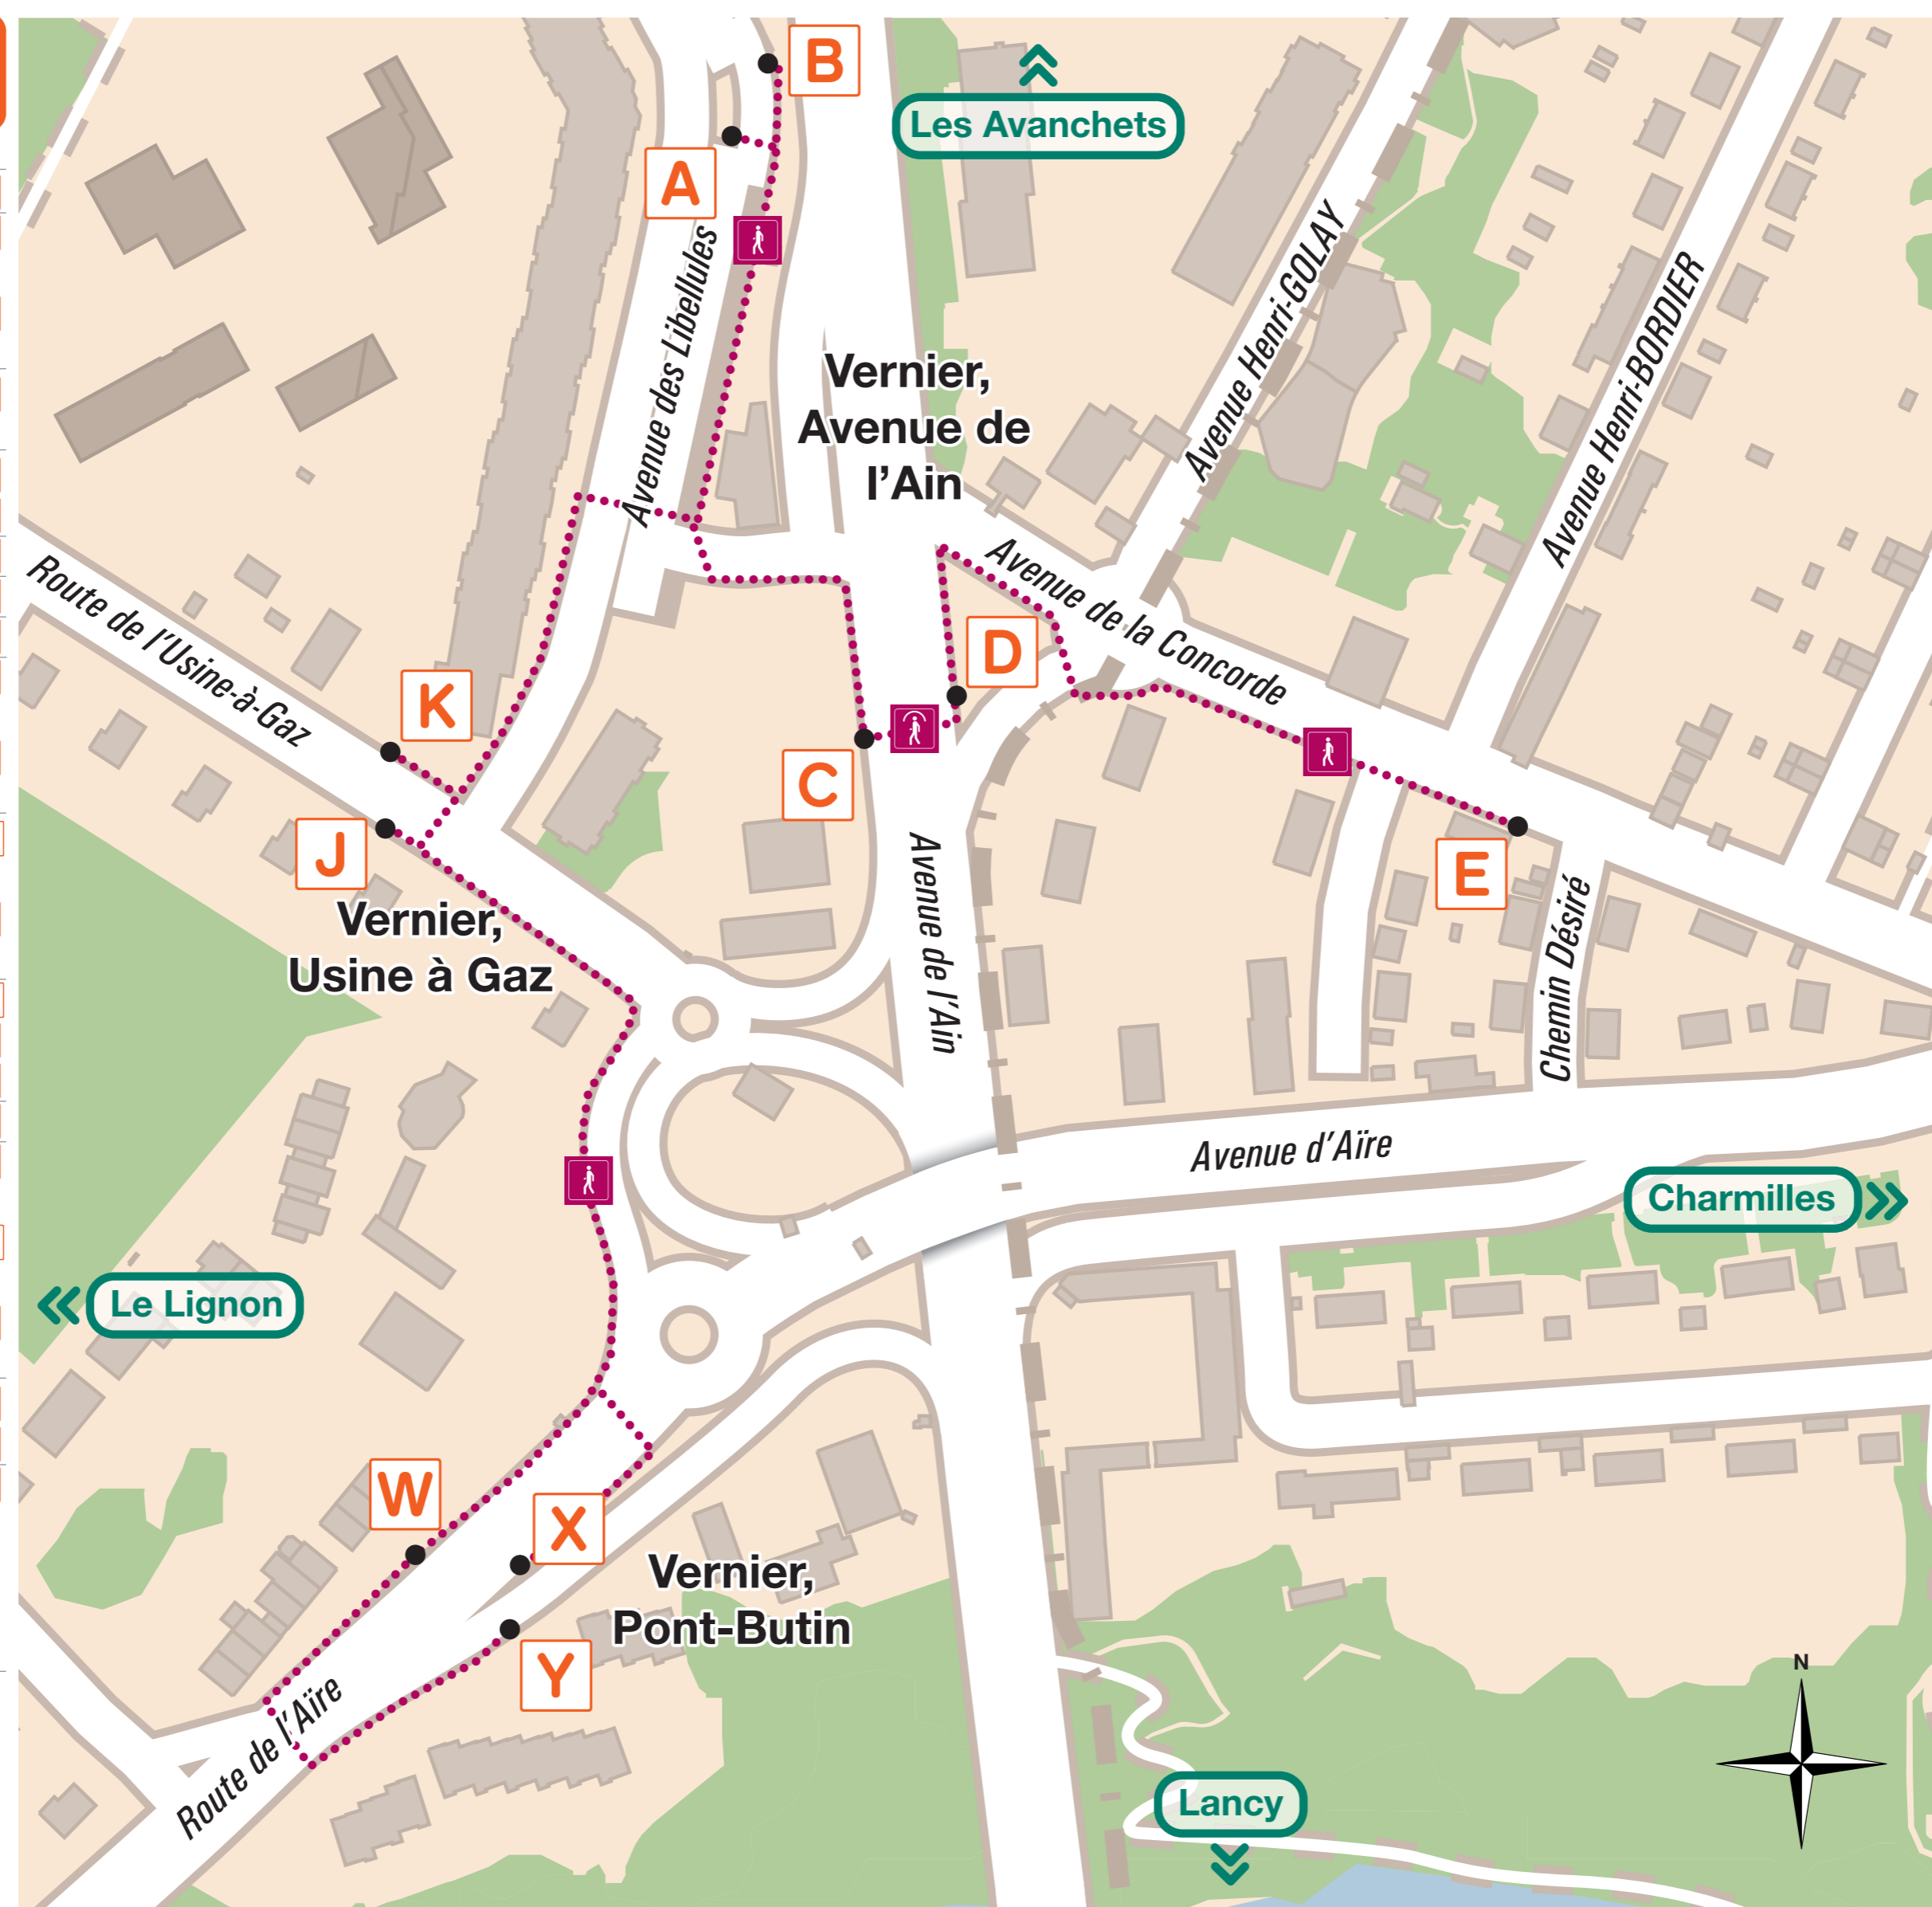 B
Les Avanchets
A
Avenue des Libellules
Avenue Henri-GOLAY
Avenue Henri-BORDIER
Vernier,
Avenue de
l'Ain
Route de l'Usine-à-Gaz
Avenue de la Concorde
D
K
C
J
E
Vernier,
Usine à Gaz
Avenue de l'Ain
Chemin Désiré
Avenue d'Aïre
Charmilles
Le Lignon
W
X
Vernier,
Pont-Butin
Y
Route de l'Aïre
N
Lancy